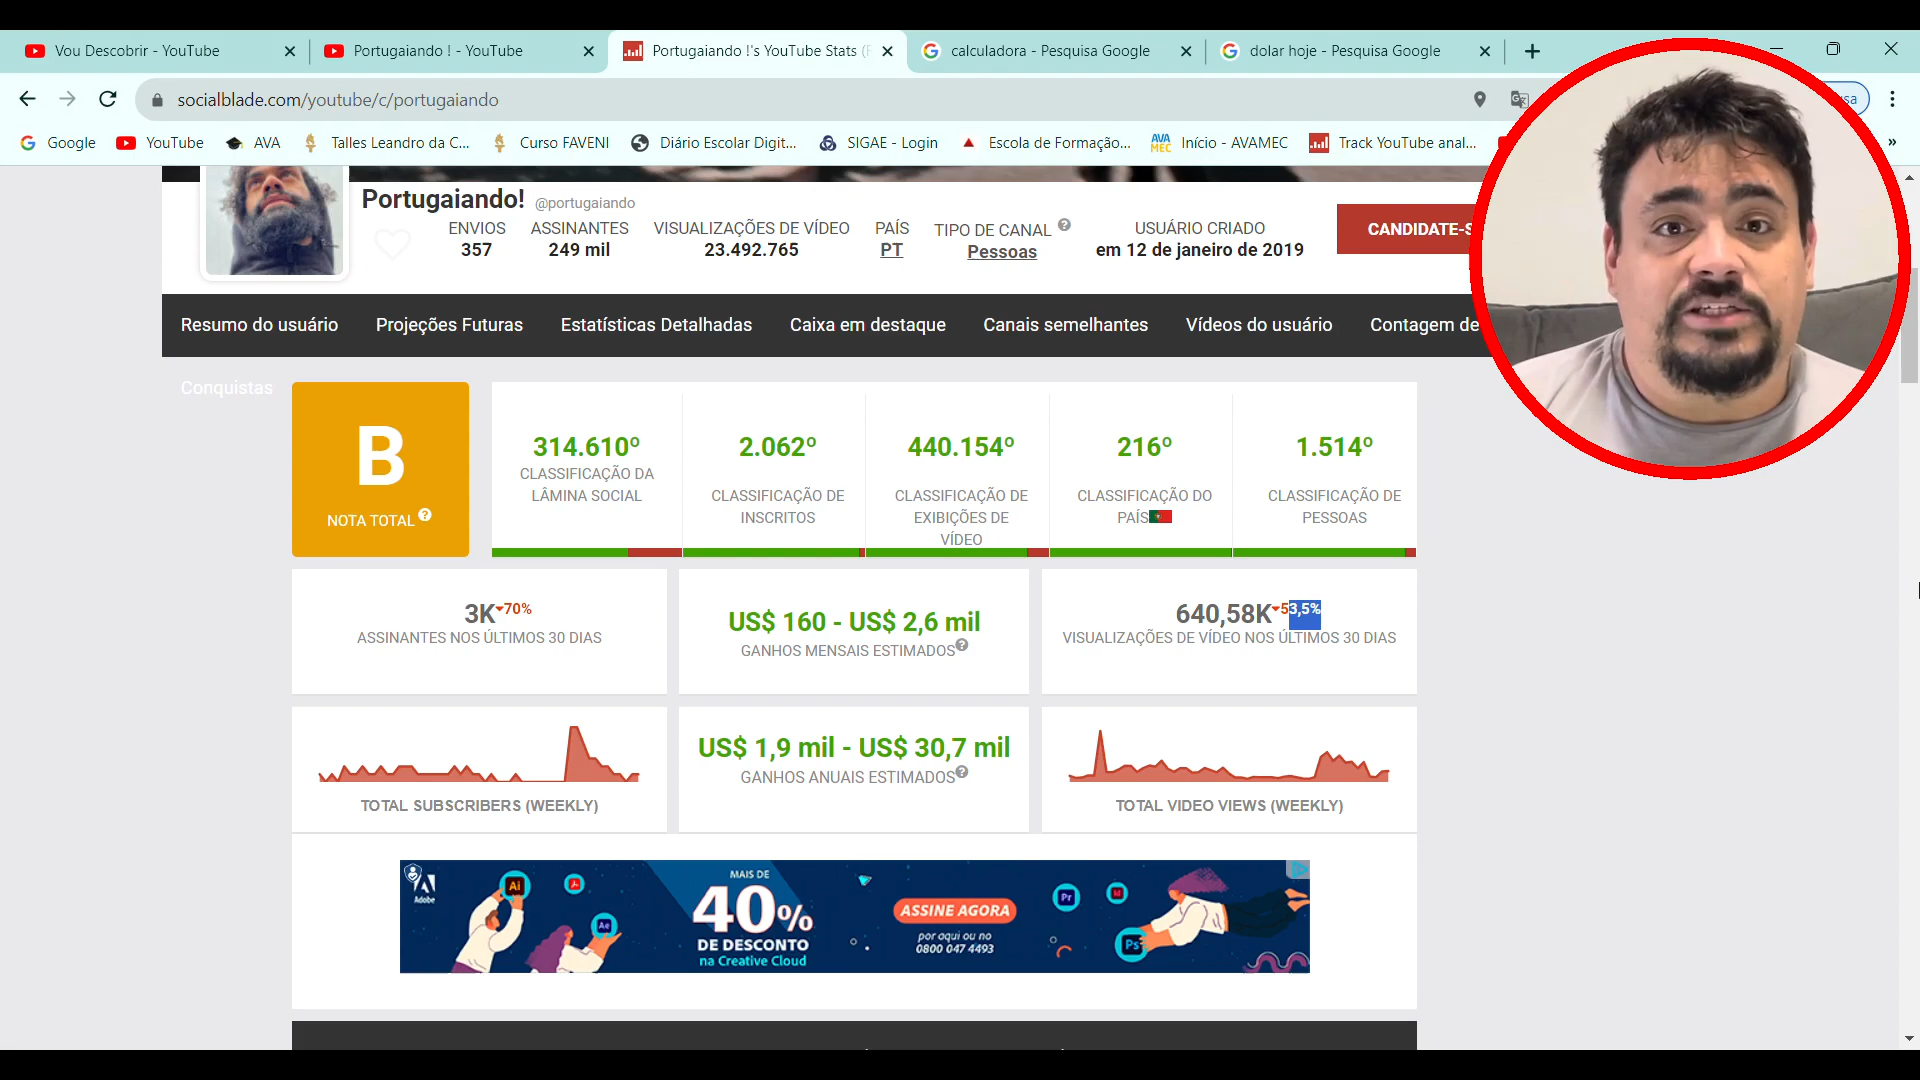 Vou Descobrir - YouTube
Portugaiando ! - YouTube
Portugaiando !'s YouTube Stats
calculadora - Pesquisa Google
dolar hoje - Pesquisa Google
socialblade.com/youtube/c/portugaiando
Google
YouTube
AVA
Talles Leandro da C...
Curso FAVENI
Diário Escolar Digit...
SIGAE - Login
Escola de Formação...
AVA MEC
Início - AVAMEC
Track YouTube anal...
Portugaiando! @portugaiando
ENVIOS
357
ASSINANTES
249 mil
VISUALIZAÇÕES DE VÍDEO
23.492.765
PAÍS
PT
TIPO DE CANAL
Pessoas
USUÁRIO CRIADO
em 12 de janeiro de 2019
CANDIDATE-S
Resumo do usuário
Projeções Futuras
Estatísticas Detalhadas
Caixa em destaque
Canais semelhantes
Vídeos do usuário
Contagem de
Conquistas
B
NOTA TOTAL
314.610º
CLASSIFICAÇÃO DA
LÂMINA SOCIAL
2.062º
CLASSIFICAÇÃO DE
INSCRITOS
440.154º
CLASSIFICAÇÃO DE
EXIBIÇÕES DE
VÍDEO
216º
CLASSIFICAÇÃO DO
PAÍS
1.514º
CLASSIFICAÇÃO DE
PESSOAS
3K 70%
ASSINANTES NOS ÚLTIMOS 30 DIAS
US$ 160 - US$ 2,6 mil
GANHOS MENSAIS ESTIMADOS
640,58K 53,5%
VISUALIZAÇÕES DE VÍDEO NOS ÚLTIMOS 30 DIAS
TOTAL SUBSCRIBERS (WEEKLY)
US$ 1,9 mil - US$ 30,7 mil
GANHOS ANUAIS ESTIMADOS
TOTAL VIDEO VIEWS (WEEKLY)
Adobe
Ai
Ae
MAIS DE
40%
DE DESCONTO
na Creative Cloud
ASSINE AGORA
por aqui ou no
0800 047 4493
Pr
Ps